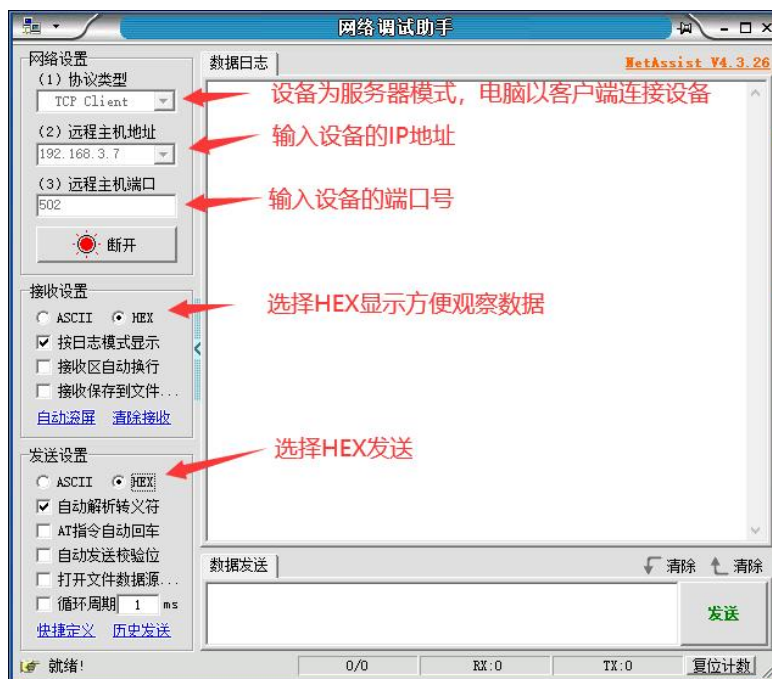 网络调试助手
网络设置
(1) 协议类型
TCP Client
(2) 远程主机地址
192.168.3.7
(3) 远程主机端口
502
断开
接收设置
ASCII HEX
按日志模式显示
接收区自动换行
接收保存到文件...
自动滚屏 清除接收
发送设置
ASCII HEX
自动解析转义符
AT指令自动回车
自动发送校验位
打开文件数据源...
循环周期 1 ms
快捷定义 历史发送
数据日志
NetAssist V4.3.26
设备为服务器模式，电脑以客户端连接设备
输入设备的IP地址
输入设备的端口号
选择HEX显示方便观察数据
选择HEX发送
数据发送
清除 清除
发送
就绪!
0/0
RX:0
TX:0
复位计数